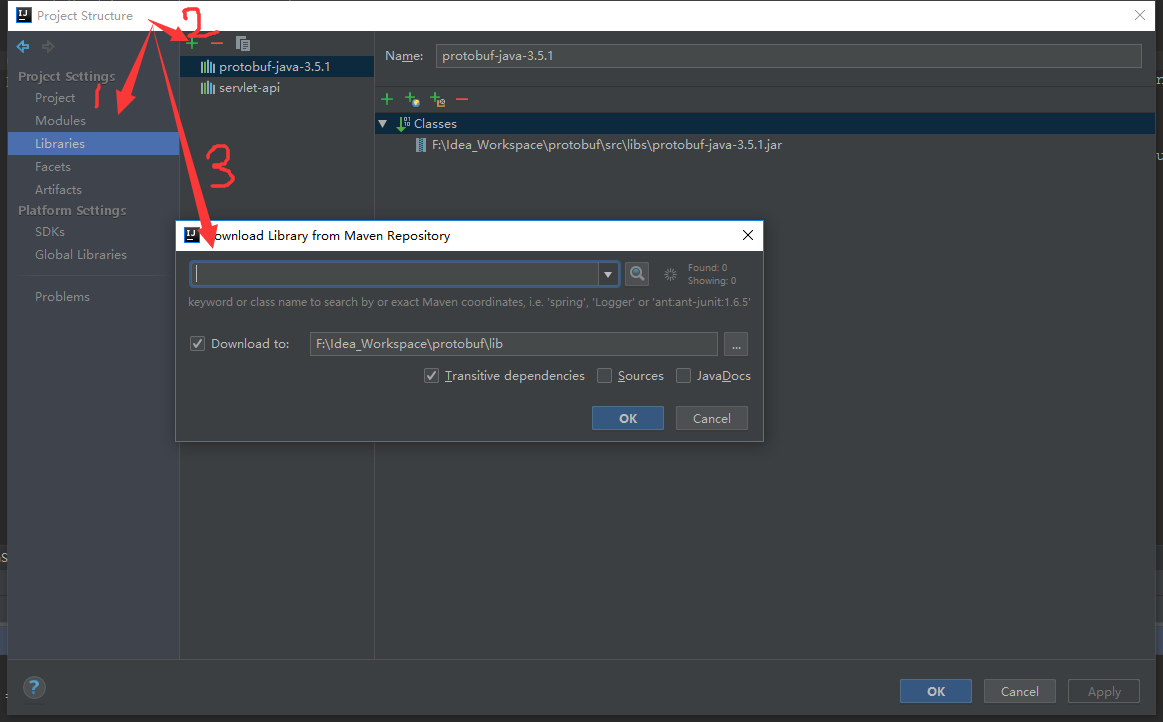 Project Structure
2
Project Settings
Project
1
Modules
Libraries
Facets
Artifacts
Platform Settings
SDKs
Global Libraries
Problems
protobuf-java-3.5.1
servlet-api
3
Name:
protobuf-java-3.5.1
Classes
F:\Idea_Workspace\protobuf\src\libs\protobuf-java-3.5.1.jar
ownload Library from Maven Repository
Found: 0
Showing: 0
keyword or class name to search by or exact Maven coordinates, i.e. 'spring', 'Logger' or 'ant:ant-junit:1.6.5'
Download to:
F:\Idea_Workspace\protobuf\lib
...
Transitive dependencies
Sources
JavaDocs
OK
Cancel
?
OK
Cancel
Apply